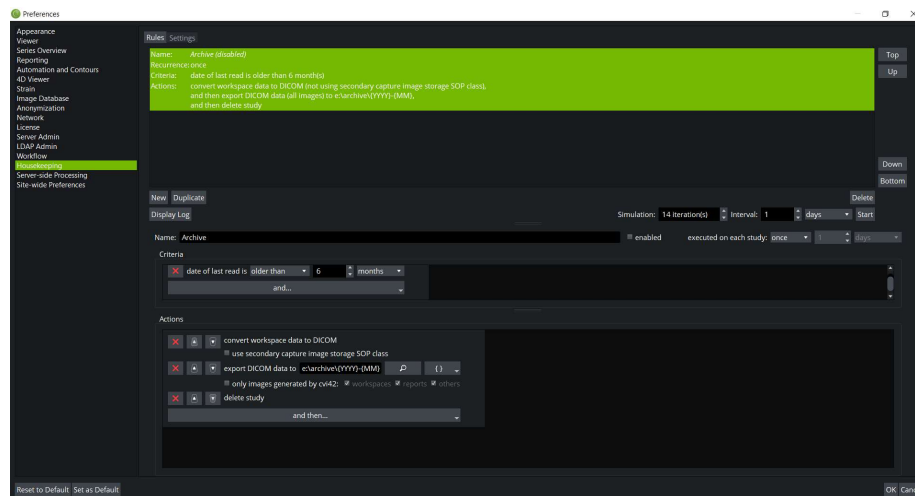 Preferences
Appearance
Viewer
Series Overview
Reporting
Automation and Contours
4D Viewer
Strain
Image Database
Anonymization
Network
License
Server Admin
LDAP Admin
Workflow
Housekeeping
Server-side Processing
Site-wide Preferences
Rules Settings
Name: Archive (disabled)
Recurrence: once
Criteria: date of last read is older than 6 month(s)
Actions: convert workspace data to DICOM (not using secondary capture image storage SOP class),
and then export DICOM data (all images) to e:\archive\{YYYY}-{MM},
and then delete study
Top
Up
Down
Bottom
New Duplicate Delete
Display Log Simulation: 14 iteration(s) Interval: 1 days Start
Name: Archive enabled executed on each study: once 1 days
Criteria
date of last read is older than 6 months
and...
Actions
convert workspace data to DICOM
use secondary capture image storage SOP class
export DICOM data to e:\archive\{YYYY}-{MM} { }
only images generated by cvi42: workspaces reports others
delete study
and then...
Reset to Default Set as Default OK Canc